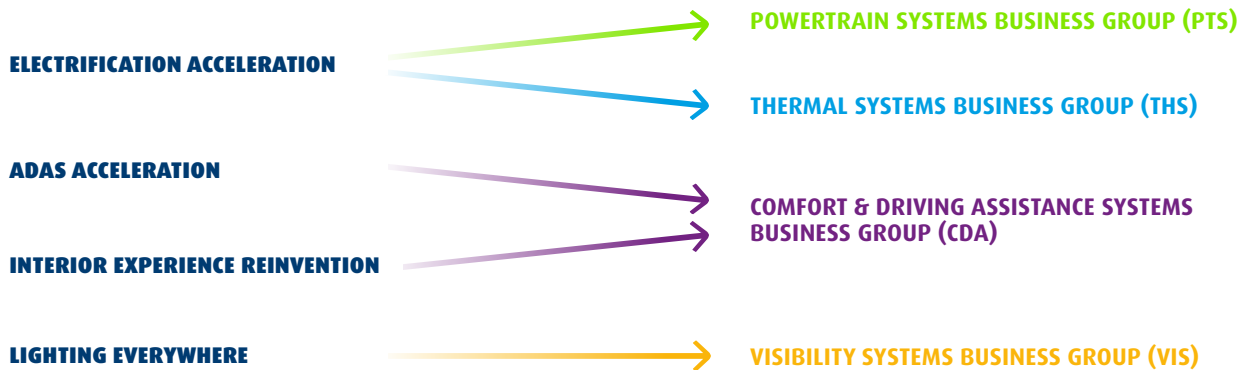 POWERTRAIN SYSTEMS BUSINESS GROUP (PTS)
ELECTRIFICATION ACCELERATION
THERMAL SYSTEMS BUSINESS GROUP (THS)
ADAS ACCELERATION
COMFORT & DRIVING ASSISTANCE SYSTEMS
BUSINESS GROUP (CDA)
INTERIOR EXPERIENCE REINVENTION
LIGHTING EVERYWHERE
VISIBILITY SYSTEMS BUSINESS GROUP (VIS)